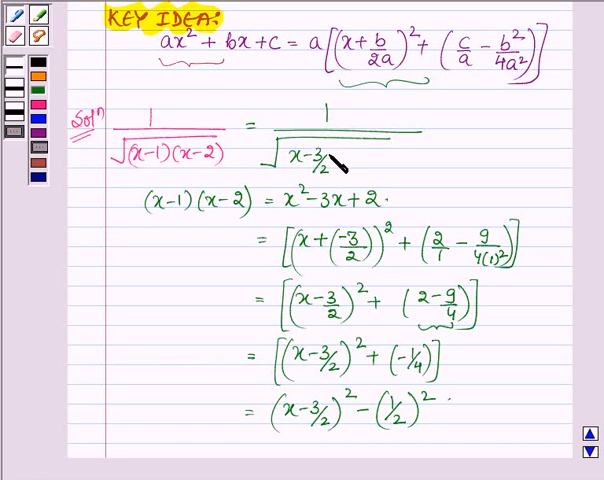 KEY IDEA:
ax² + bx + c = a[(x + b/2a)² + (c/a - b²/4a²)]
Solⁿ 1/√(x-1)(x-2) = 1/√x-3/2
(x-1)(x-2) = x² - 3x + 2.
= [(x + (-3/2))² + (2/1 - 9/4(1)²)]
= [(x - 3/2)² + (2 - 9/4)]
= [(x - 3/2)² + (-1/4)]
= (x - 3/2)² - (1/2)².